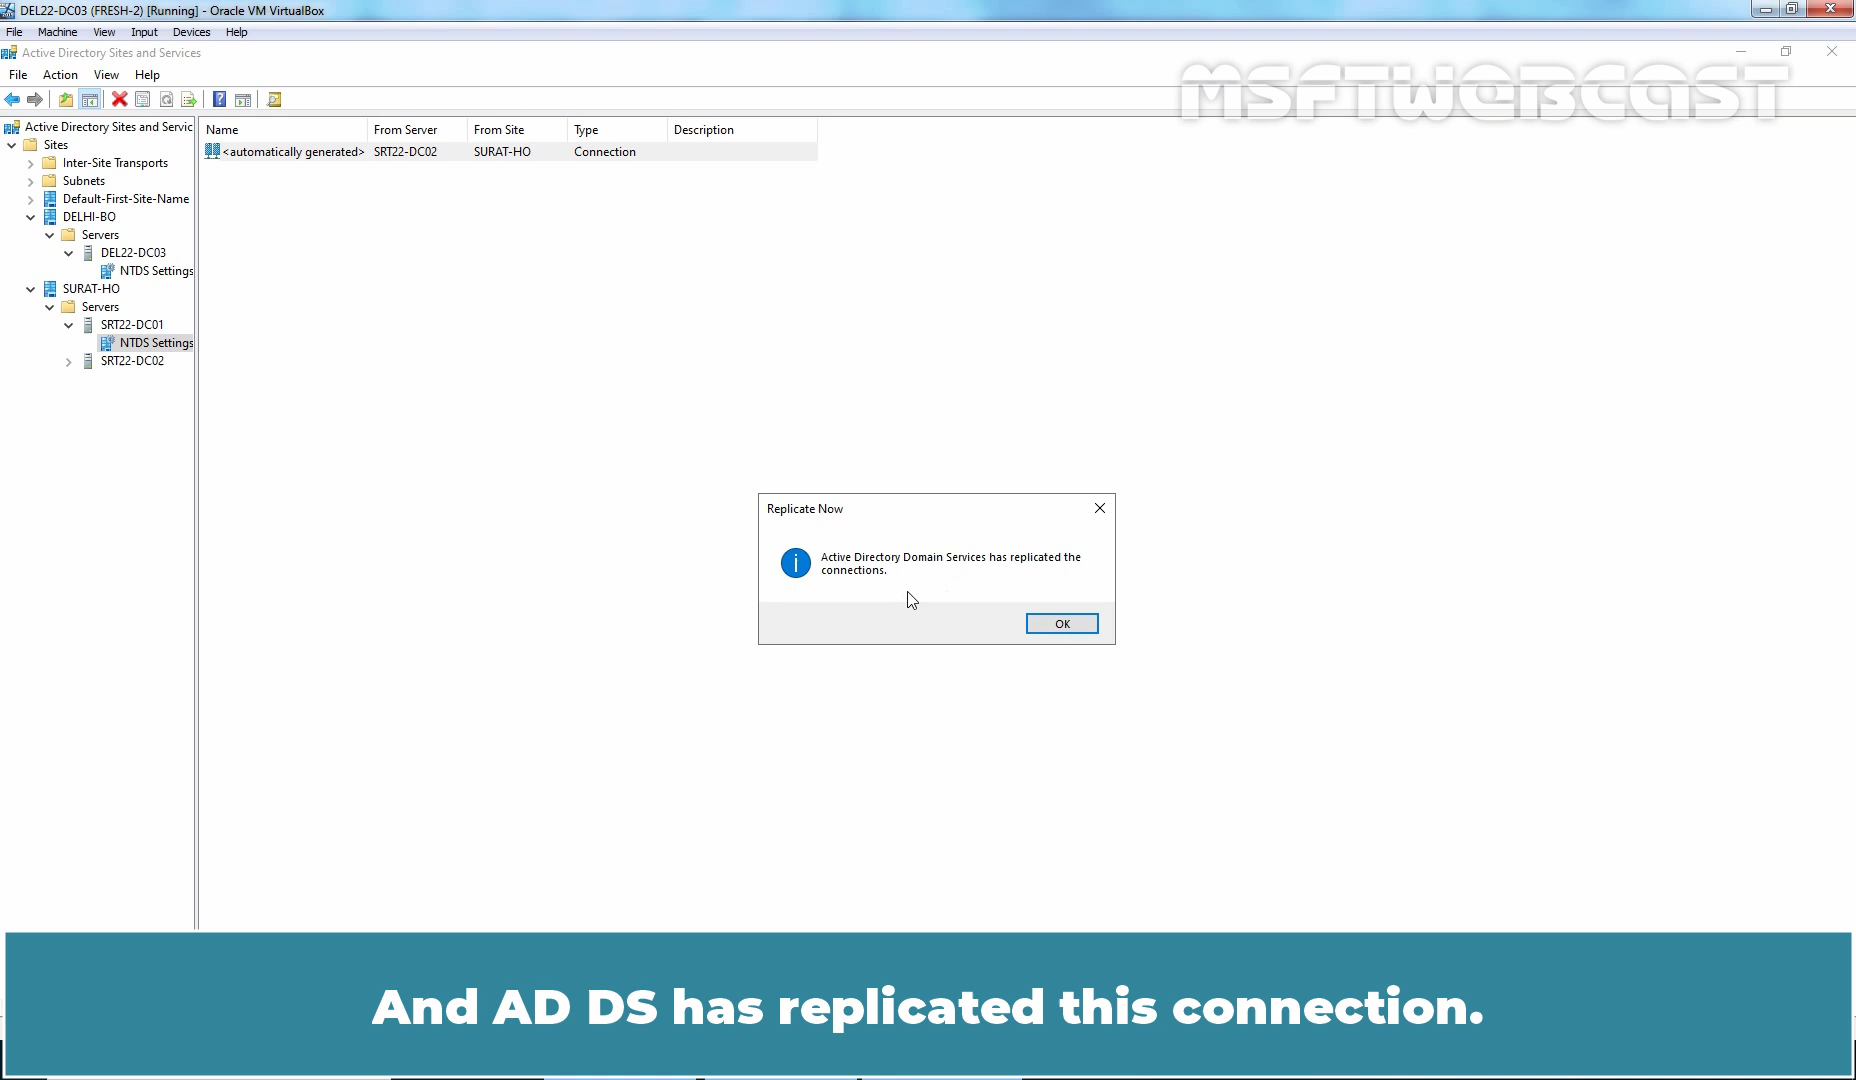 DEL22-DC03 (FRESH-2) [Running] - Oracle VM VirtualBox
File Machine View Input Devices Help
Active Directory Sites and Services
File Action View Help
MSFTWEBCAST
Active Directory Sites and Servic
Sites
Inter-Site Transports
Subnets
Default-First-Site-Name
DELHI-BO
Servers
DEL22-DC03
NTDS Settings
SURAT-HO
Servers
SRT22-DC01
NTDS Settings
SRT22-DC02
Name From Server From Site Type Description
<automatically generated> SRT22-DC02 SURAT-HO Connection
Replicate Now
Active Directory Domain Services has replicated the
connections.
OK
And AD DS has replicated this connection.